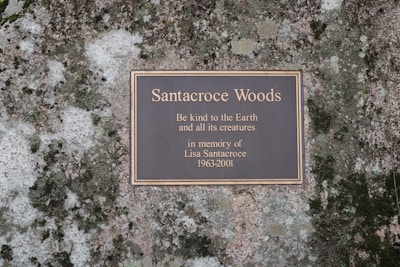 Santacroce Woods
Be kind to the Earth
and all its creatures
in memory of
Lisa Santacroce
1963-2001